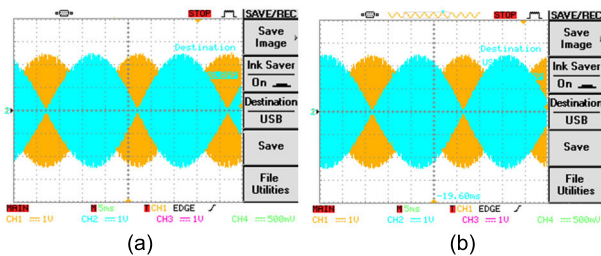 STOP SAVE/REC
Save
Image
Destination
Ink Saver
On
Destination
USB
Save
File
Utilities
2
MAIN M 5ms T CH1 EDGE
CH1 1V CH2 1V CH3 1V CH4 500mV
(a)
STOP SAVE/REC
Save
Image
Destination
Ink Saver
On
Destination
USB
Save
File
Utilities
2
-19.60ms
MAIN M 5ms T CH1 EDGE
CH1 1V CH2 1V CH3 1V CH4 500mV
(b)